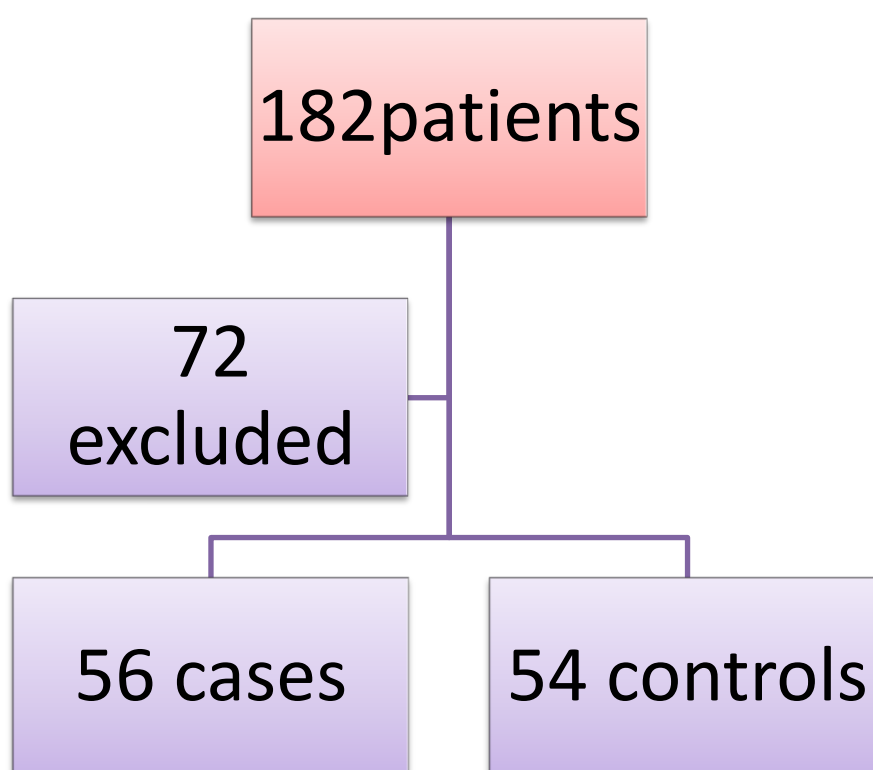 182patients
72
excluded
56 cases
54 controls